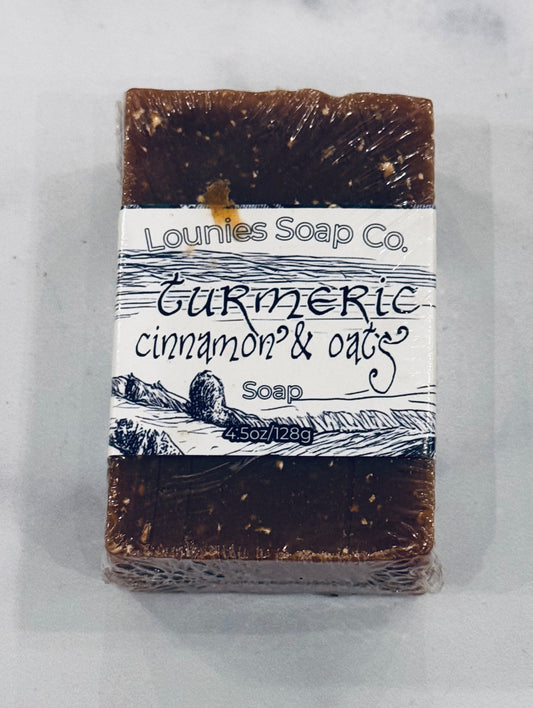 Lounies Soap Co.
turmeric
cinnamon & oats
Soap
4.5oz/128g